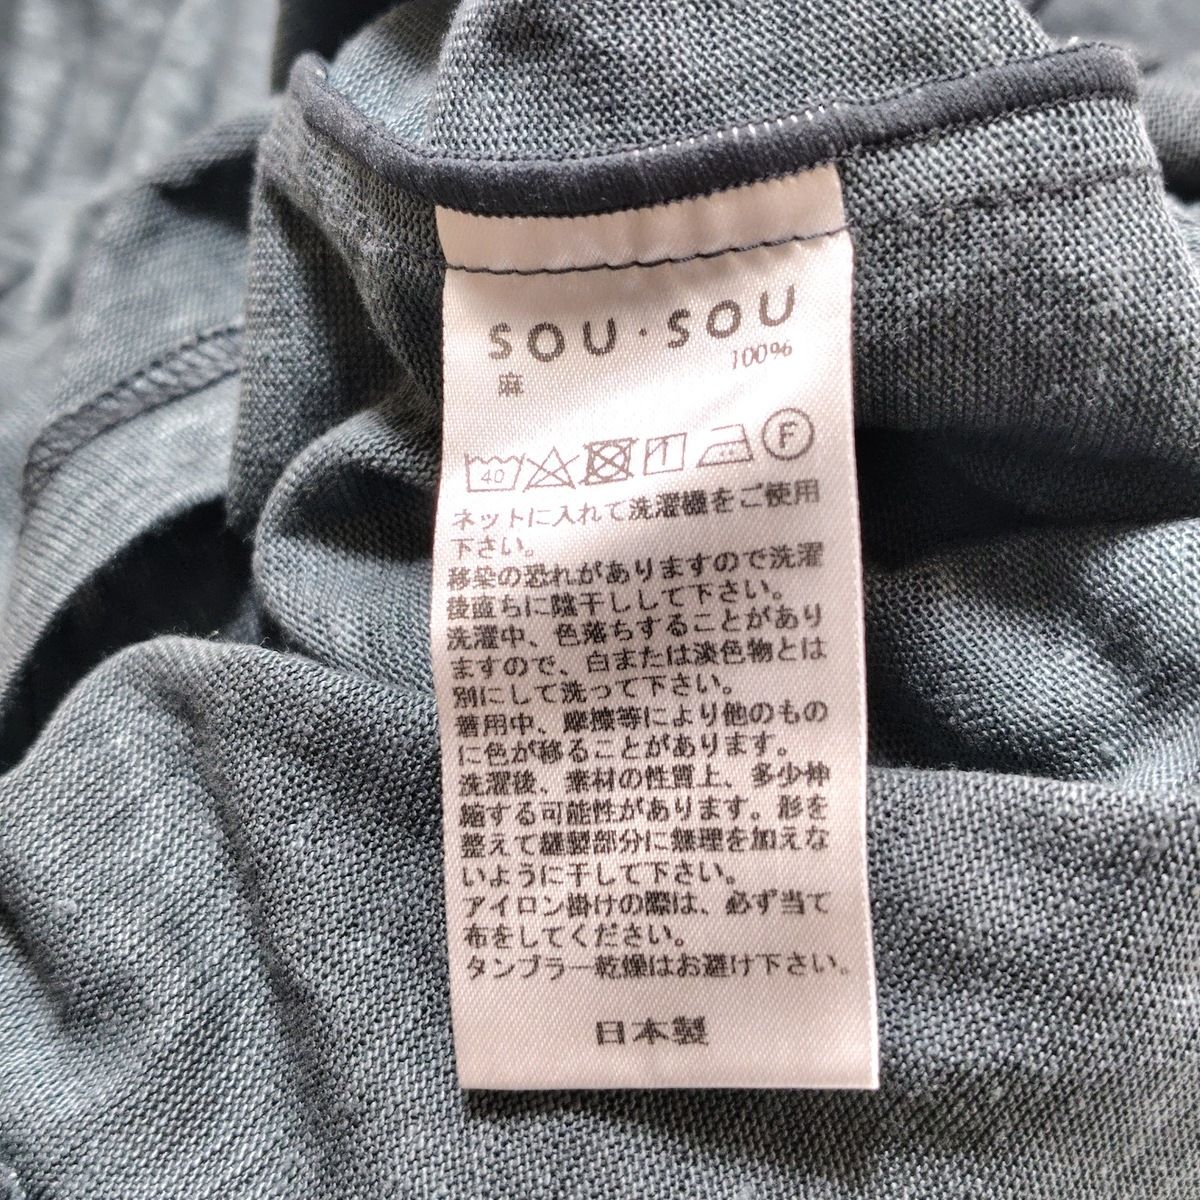 SOU・SOU
麻 100%
40 F
ネットに入れて洗濯機をご使用
下さい。
移染の恐れがありますので洗濯
後直ちに陰干しして下さい。
洗濯中、色落ちすることがあり
ますので、白または淡色物とは
別にして洗って下さい。
着用中、摩擦等により他のもの
に色が移ることがあります。
洗濯後、素材の性質上、多少伸
縮する可能性があります。形を
整えて縫製部分に無理を加えな
いように干して下さい。
アイロン掛けの際は、必ず当て
布をしてください。
タンブラー乾燥はお避け下さい。
日本製